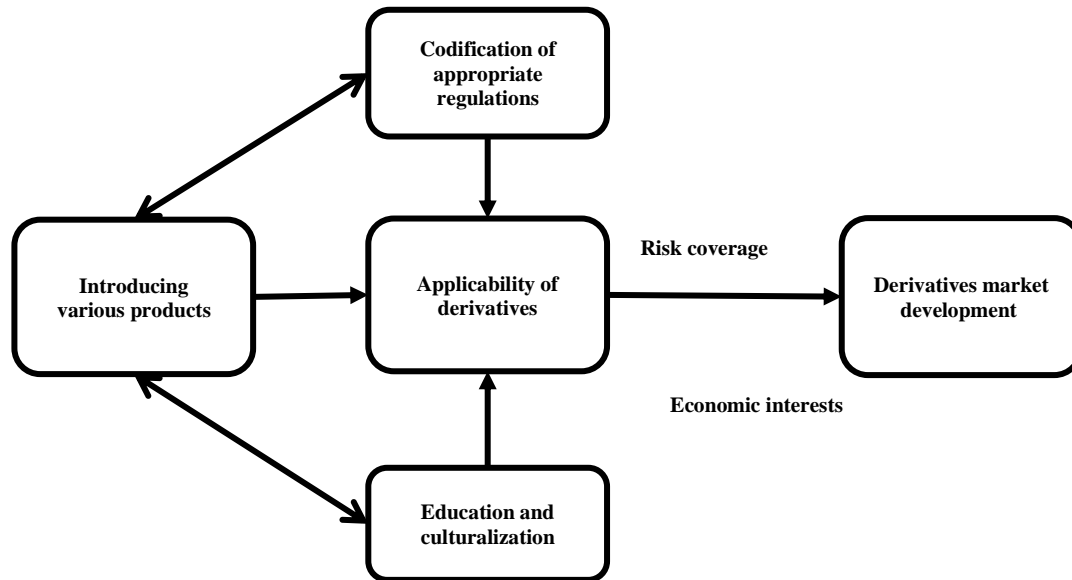 Codification of
appropriate
regulations
Introducing
various products
Applicability of
derivatives
Risk coverage
Derivatives market
development
Economic interests
Education and
culturalization